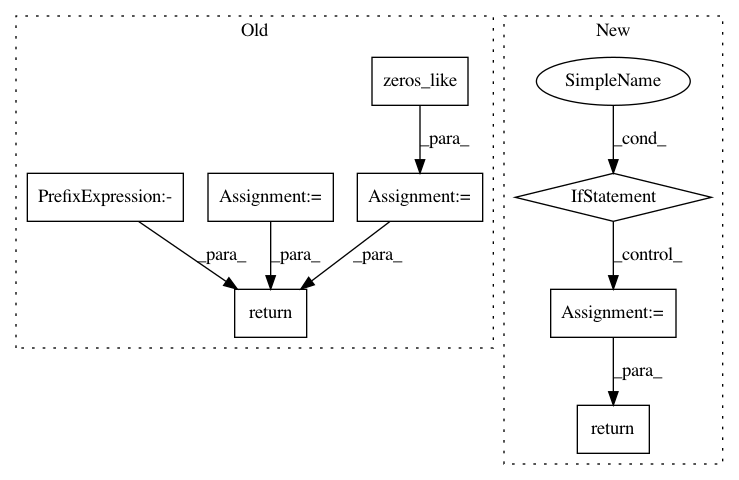 Old
New
zeros_like
SimpleName
_para_
_cond_
PrefixExpression:-
Assignment:=
Assignment:=
IfStatement
_para_
_para_
_para_
_control_
return
Assignment:=
_para_
return